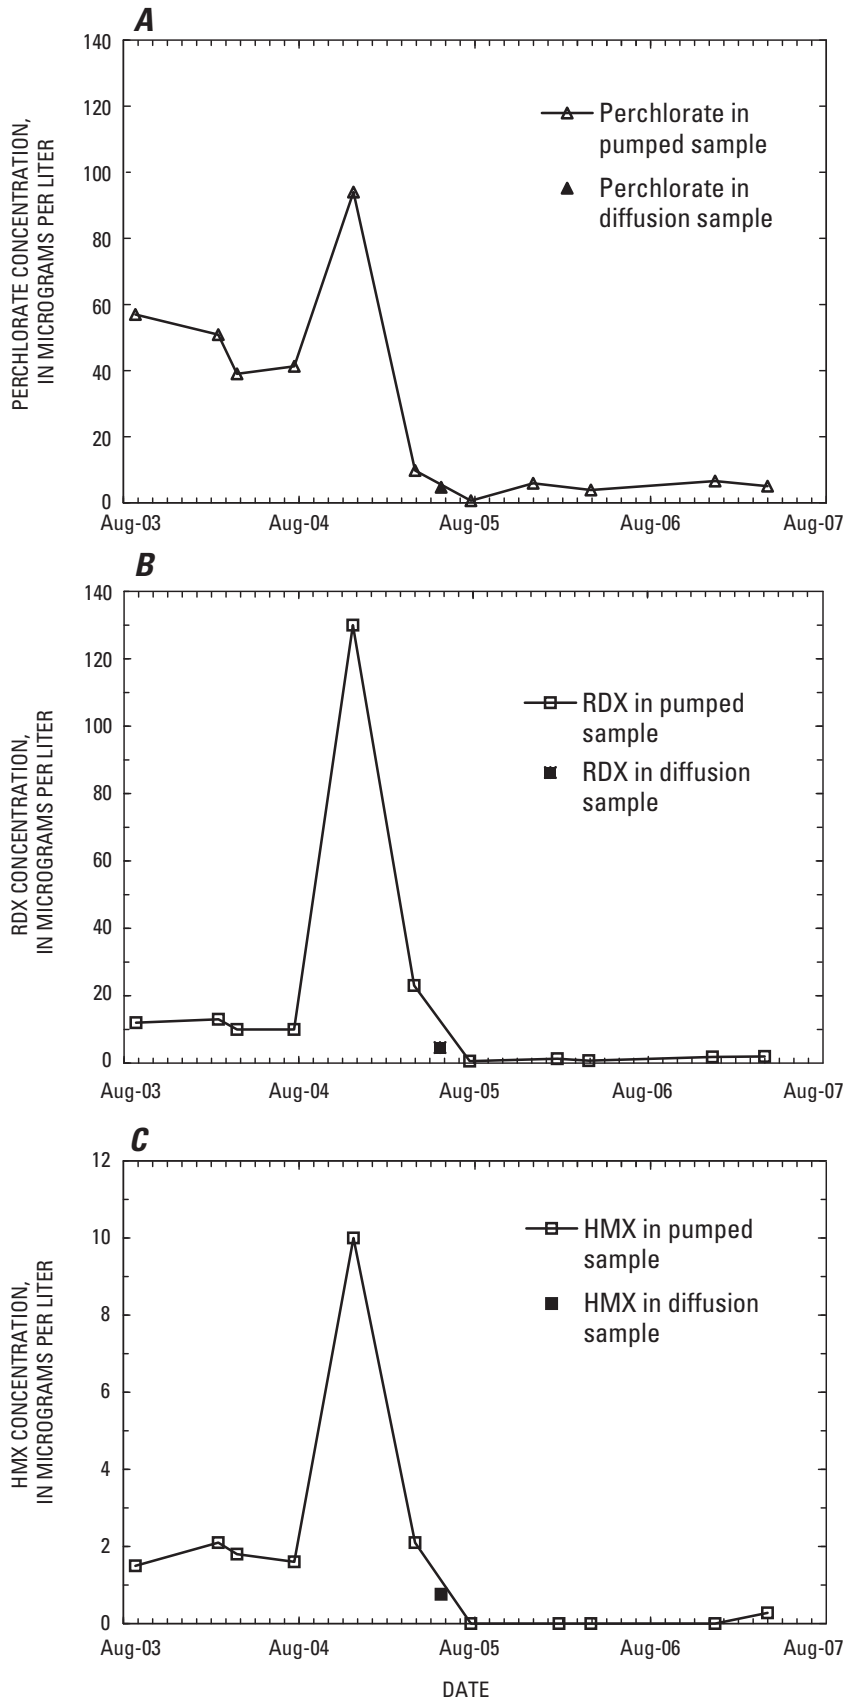 A
140
120
100
80
60
40
20
0
PERCHLORATE CONCENTRATION,
IN MICROGRAMS PER LITER
Perchlorate in
pumped sample
Perchlorate in
diffusion sample
Aug-03 Aug-04 Aug-05 Aug-06 Aug-07
B
140
120
100
80
60
40
20
0
RDX CONCENTRATION,
IN MICROGRAMS PER LITER
RDX in pumped
sample
RDX in diffusion
sample
Aug-03 Aug-04 Aug-05 Aug-06 Aug-07
C
12
10
8
6
4
2
0
HMX CONCENTRATION,
IN MICROGRAMS PER LITER
HMX in pumped
sample
HMX in diffusion
sample
Aug-03 Aug-04 Aug-05 Aug-06 Aug-07
DATE